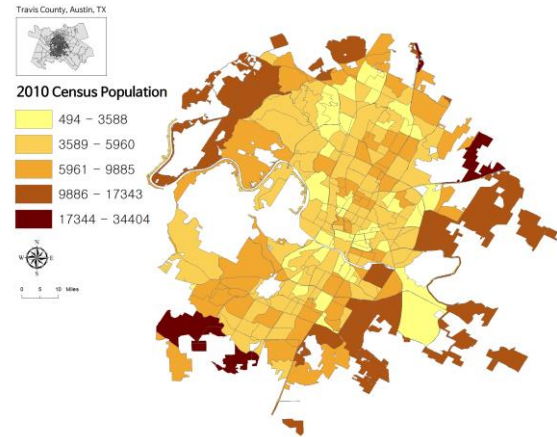 Travis County, Austin, TX
2010 Census Population
494 – 3588
3589 – 5960
5961 – 9885
9886 – 17343
17344 – 34404
N
W E
S
0 5 10 Miles